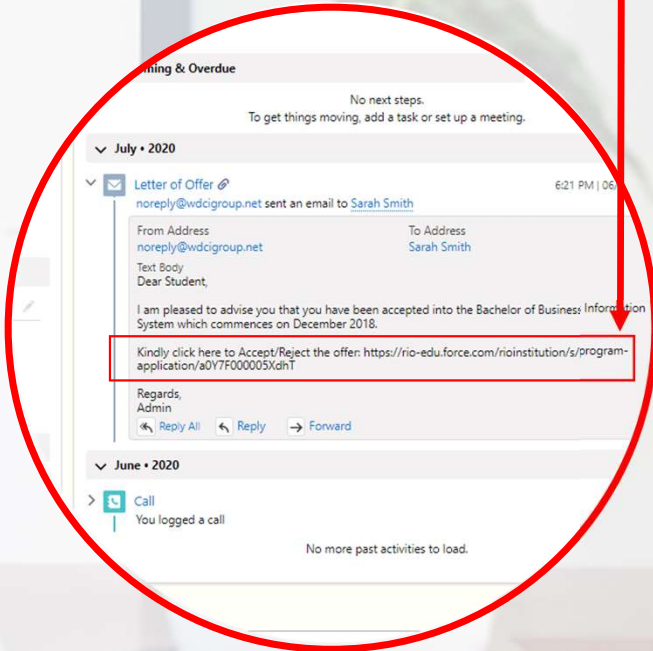 ming & Overdue
No next steps.
To get things moving, add a task or set up a meeting.
July • 2020
Letter of Offer
6:21 PM | 06
noreply@wdcigroup.net sent an email to Sarah Smith
From Address
To Address
noreply@wdcigroup.net
Sarah Smith
Text Body
Dear Student,
I am pleased to advise you that you have been accepted into the Bachelor of Business Information
System which commences on December 2018.
Kindly click here to Accept/Reject the offer: https://rio-edu.force.com/rioinstitution/s/program-
application/a0Y7F000005XdhT
Regards,
Admin
Reply All Reply Forward
June • 2020
Call
You logged a call
No more past activities to load.